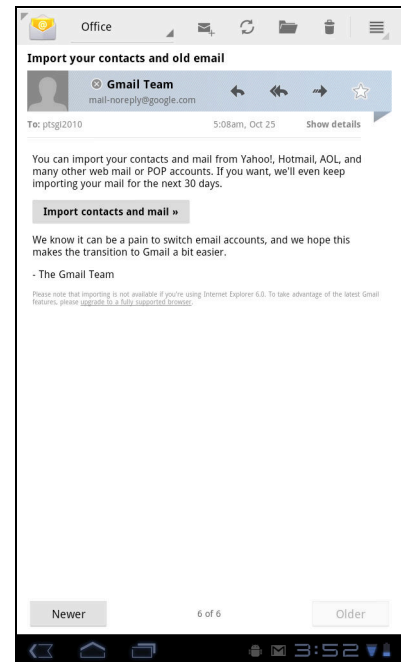 Office
Import your contacts and old email
Gmail Team
mail-noreply@google.com
To: ptsgi2010 5:08am, Oct 25 Show details
You can import your contacts and mail from Yahoo!, Hotmail, AOL, and
many other web mail or POP accounts. If you want, we'll even keep
importing your mail for the next 30 days.
Import contacts and mail »
We know it can be a pain to switch email accounts, and we hope this
makes the transition to Gmail a bit easier.
- The Gmail Team
Please note that importing is not available if you're using Internet Explorer 6.0. To take advantage of the latest Gmail
features, please upgrade to a fully supported browser.
Newer 6 of 6 Older
3:52